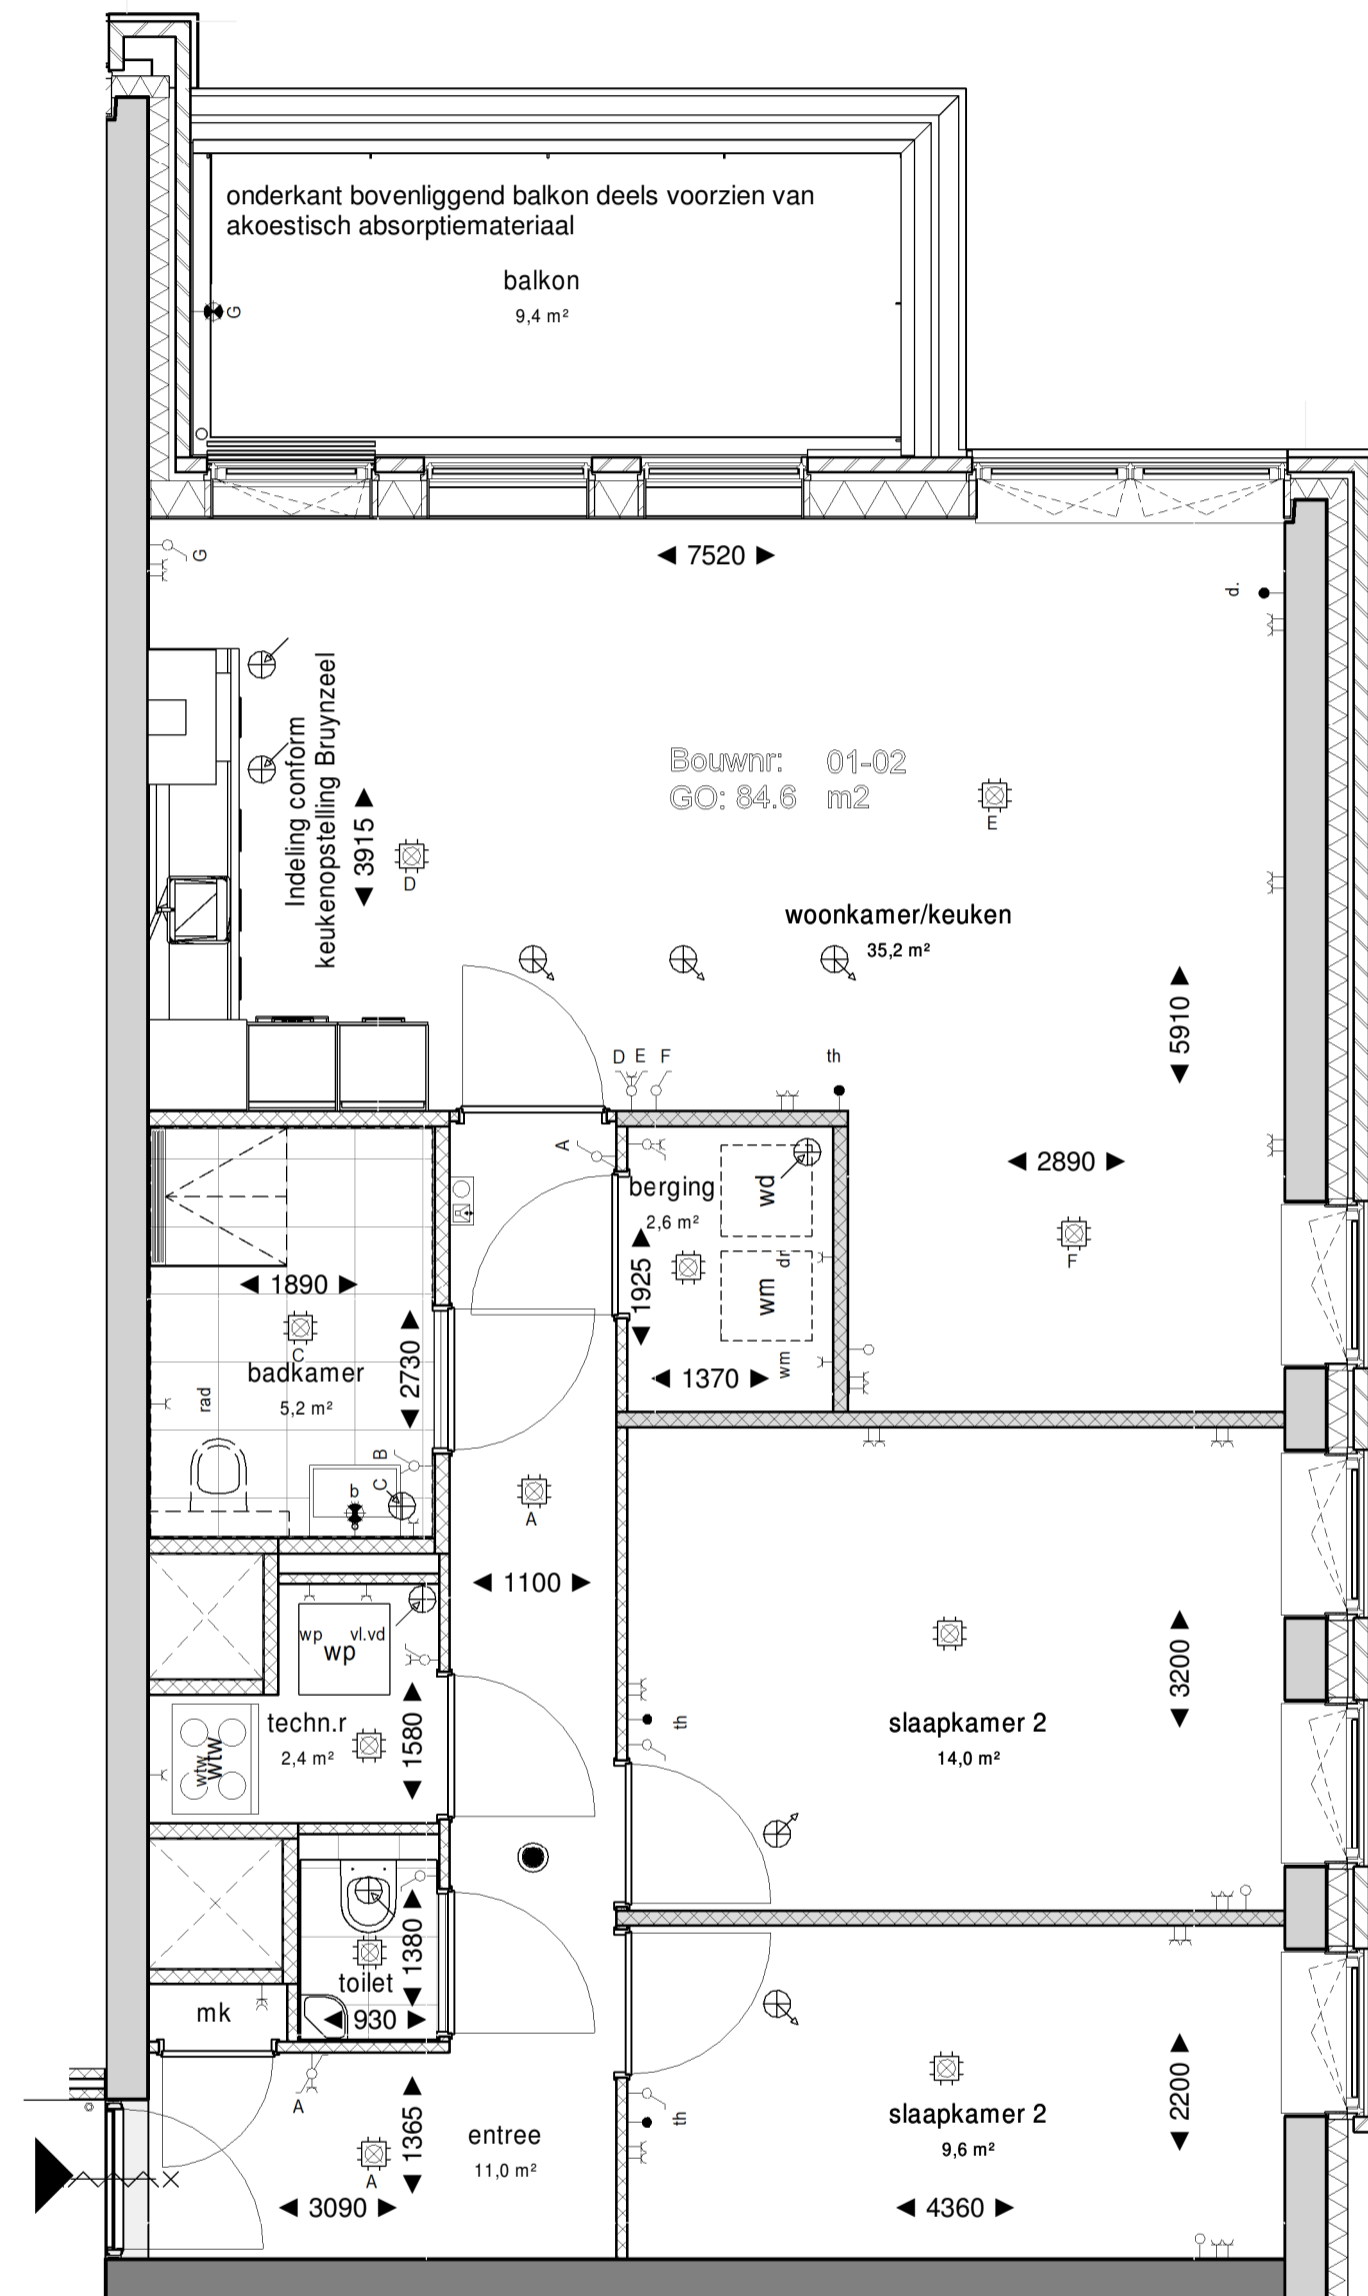 onderkant bovenliggend balkon deels voorzien van
akoestisch absorptiemateriaal
balkon
9,4 m²
G
G
7520
d.
Indeling conform
keukenopstelling Bruynzeel
3915
D
Bouwnr: 01-02
GO: 84.6 m2
E
woonkamer/keuken
35,2 m²
5910
D E F
th
A
berging
2,6 m²
wd
2890
F
1925
dr
wm
wm
1370
1890
C
badkamer
5,2 m²
2730
rad
B
C
b
A
1100
wp vl.vd
wp
techn.r
2,4 m²
1580
wtw
wtw
th
slaapkamer 2
14,0 m²
3200
1380
toilet
930
mk
A
1365
entree
11,0 m²
A
3090
th
slaapkamer 2
9,6 m²
2200
4360